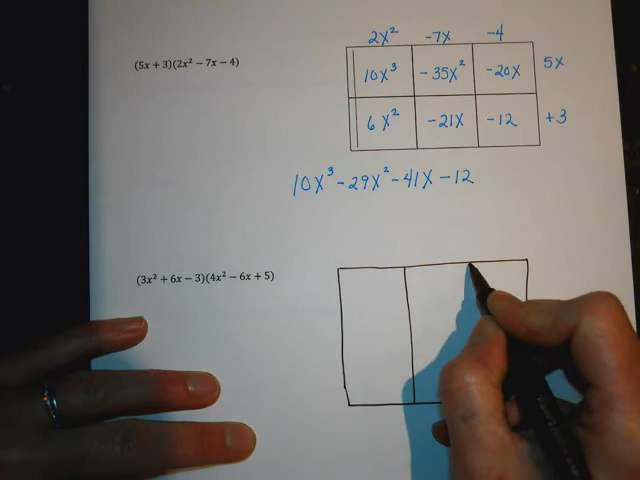 2x² -7x -4
(5x + 3)(2x² − 7x − 4)
10x³ -35x² -20x 5x
6x² -21x -12 +3
10x³ -29x² -41x -12
(3x² + 6x − 3)(4x² − 6x + 5)